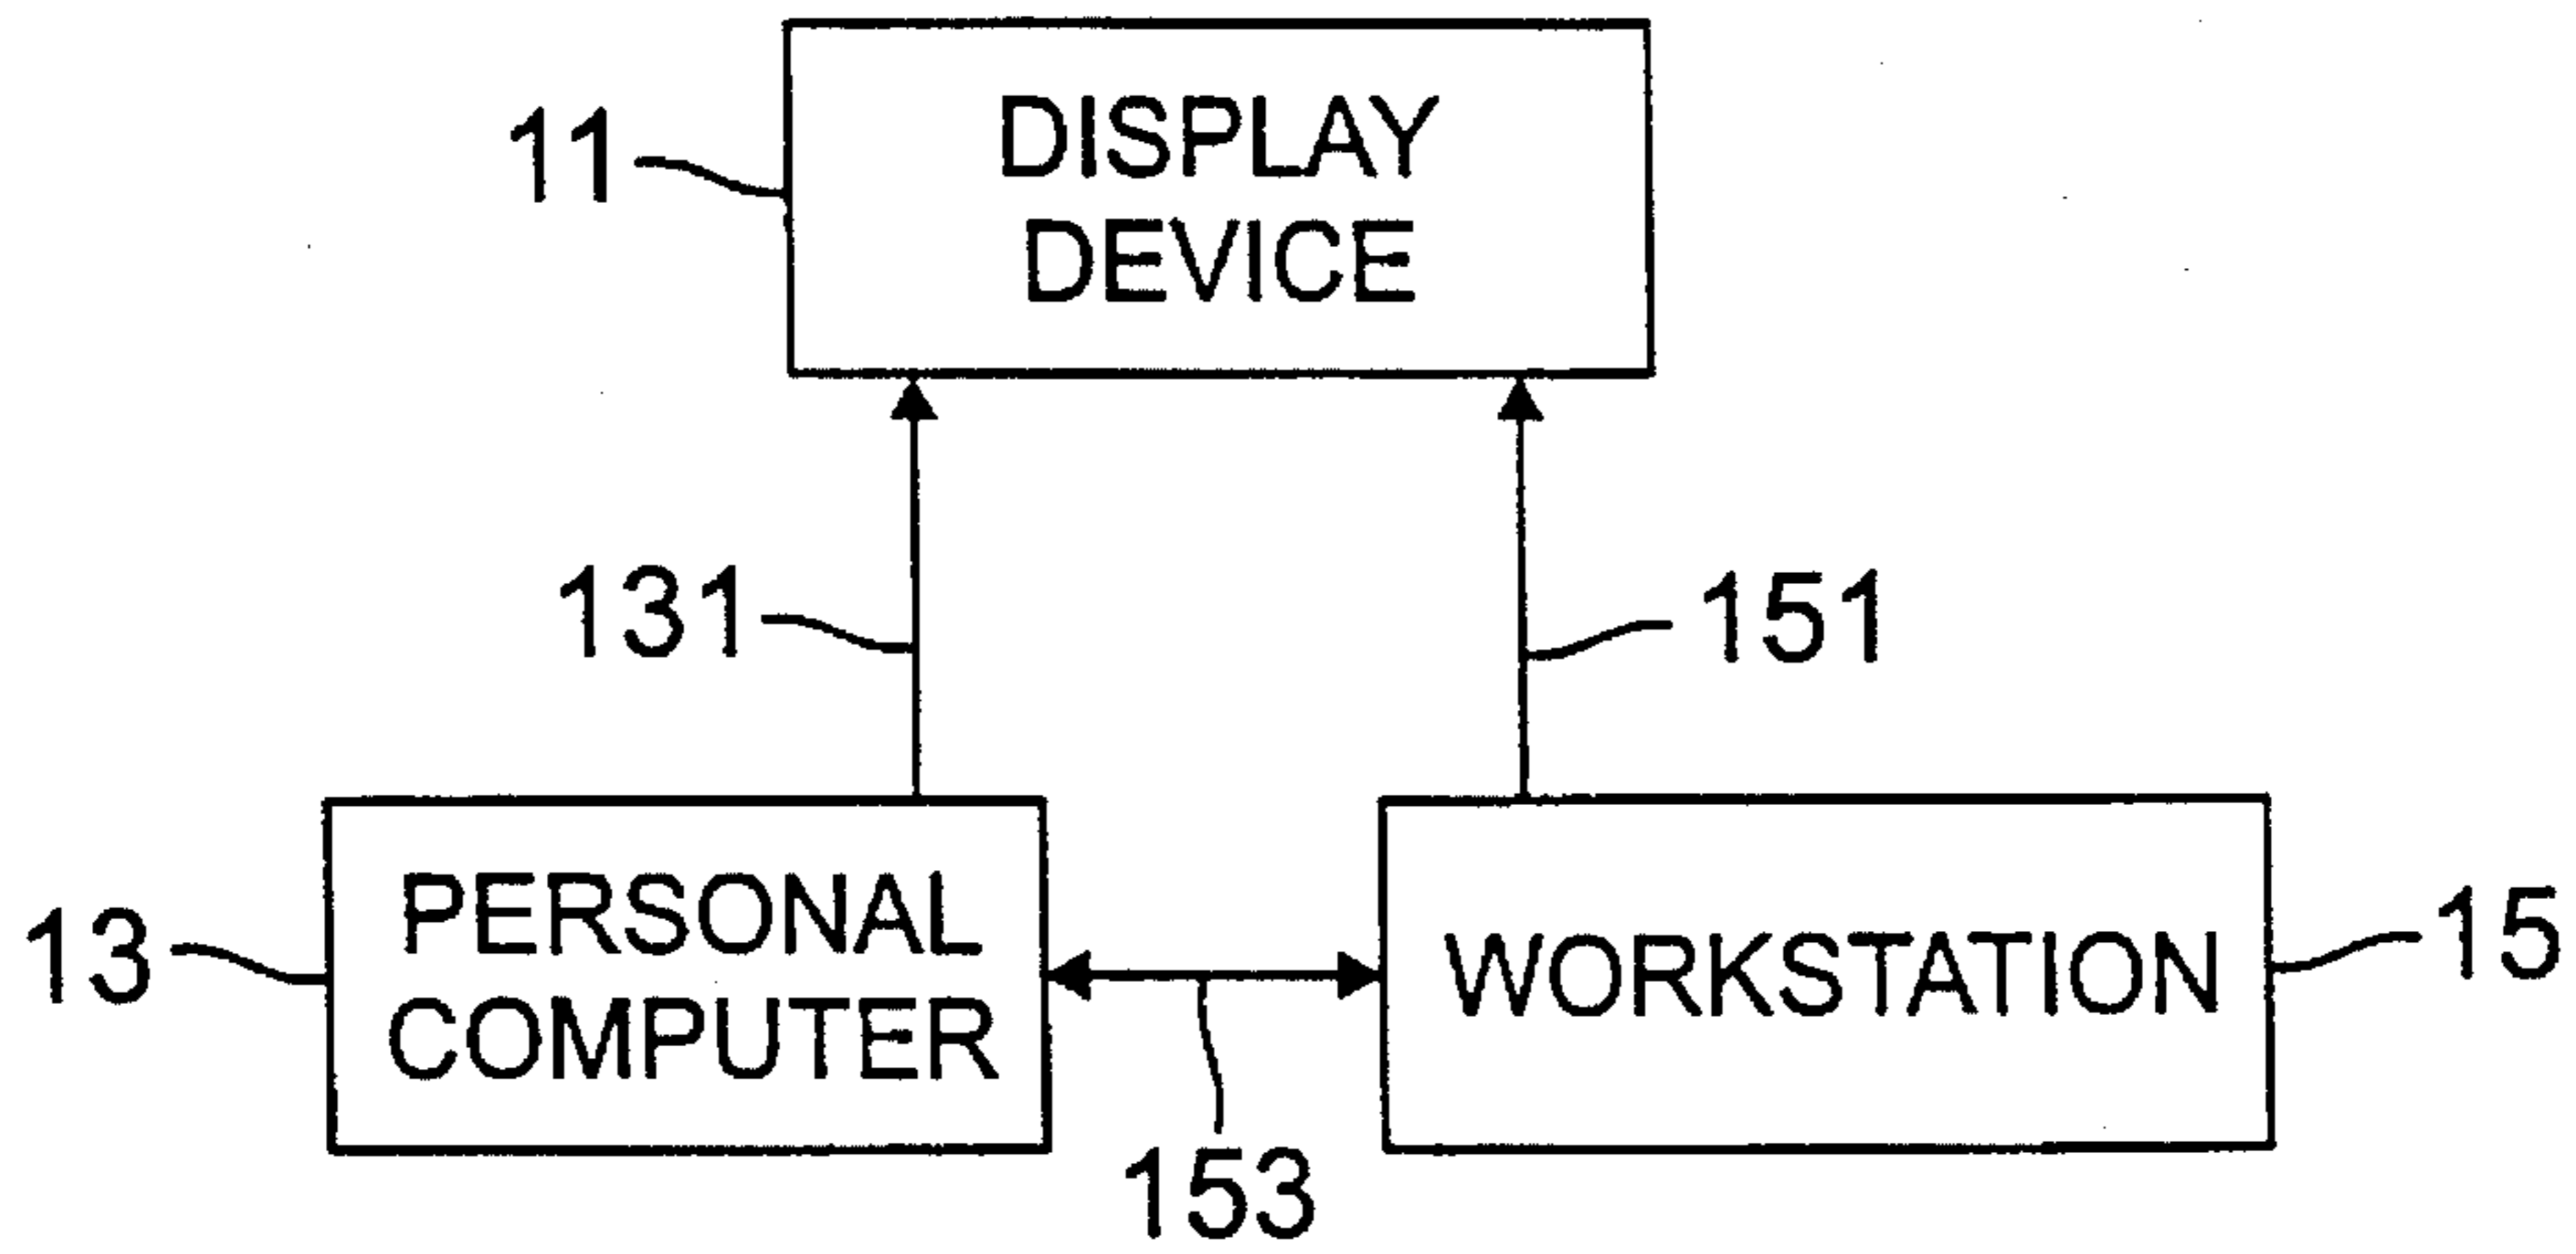 11
DISPLAY
DEVICE
131
151
13
PERSONAL
COMPUTER
WORKSTATION
15
153